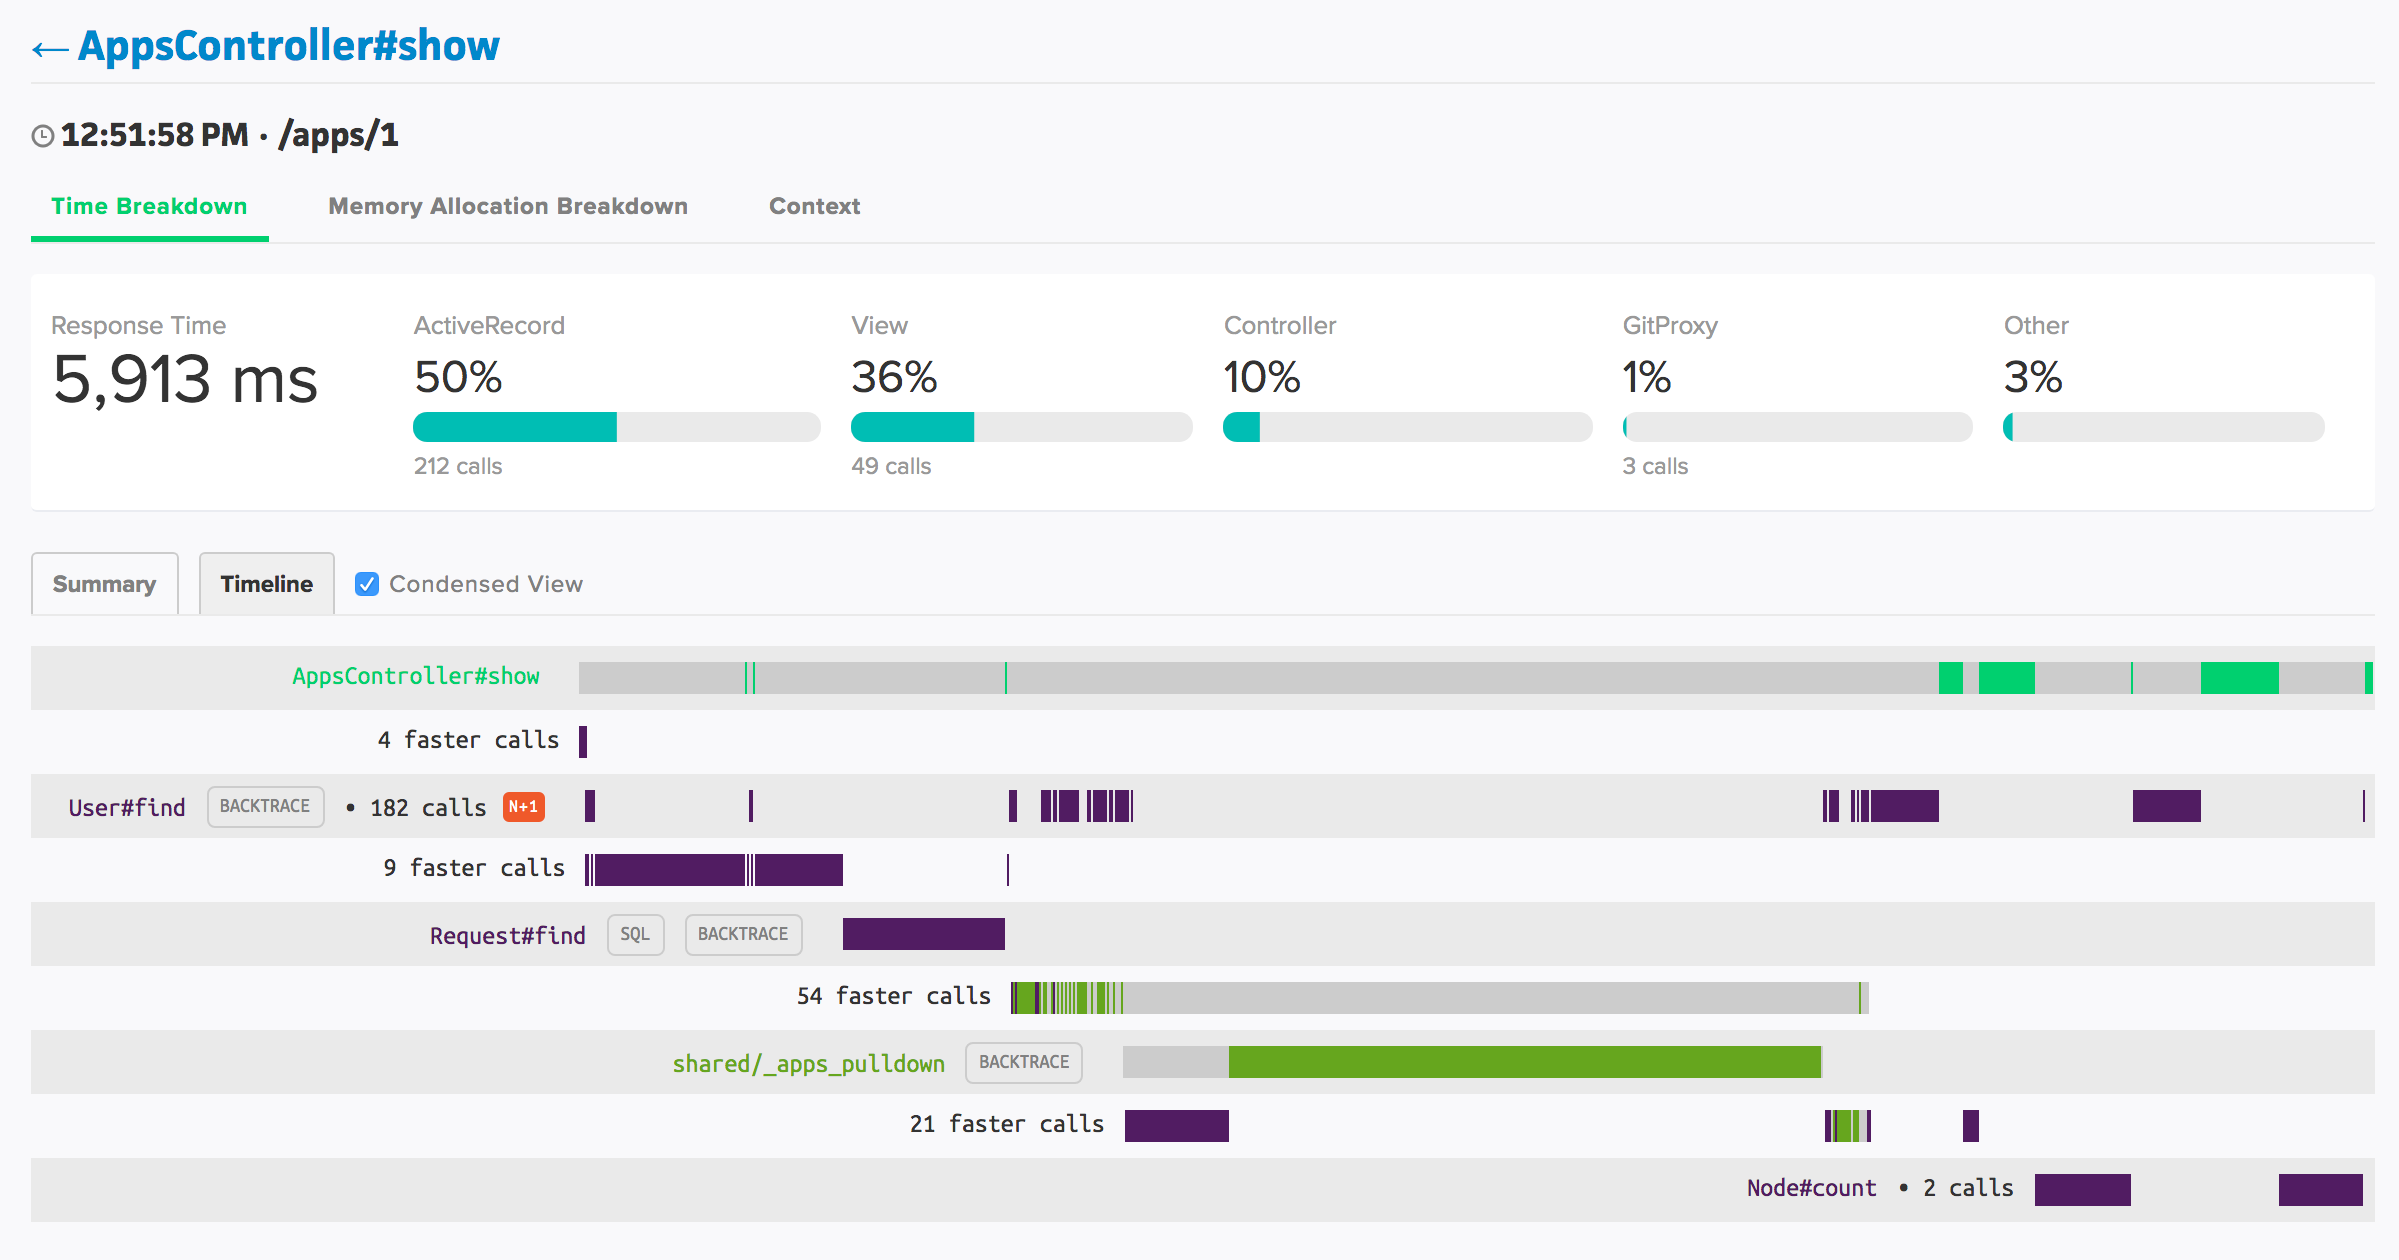 ← AppsController#show
12:51:58 PM · /apps/1
Time Breakdown Memory Allocation Breakdown Context
Response Time ActiveRecord View Controller GitProxy Other
5,913 ms 50% 36% 10% 1% 3%
212 calls 49 calls 3 calls
Summary Timeline Condensed View
AppsController#show
4 faster calls
User#find BACKTRACE • 182 calls N+1
9 faster calls
Request#find SQL BACKTRACE
54 faster calls
shared/_apps_pulldown BACKTRACE
21 faster calls
Node#count • 2 calls